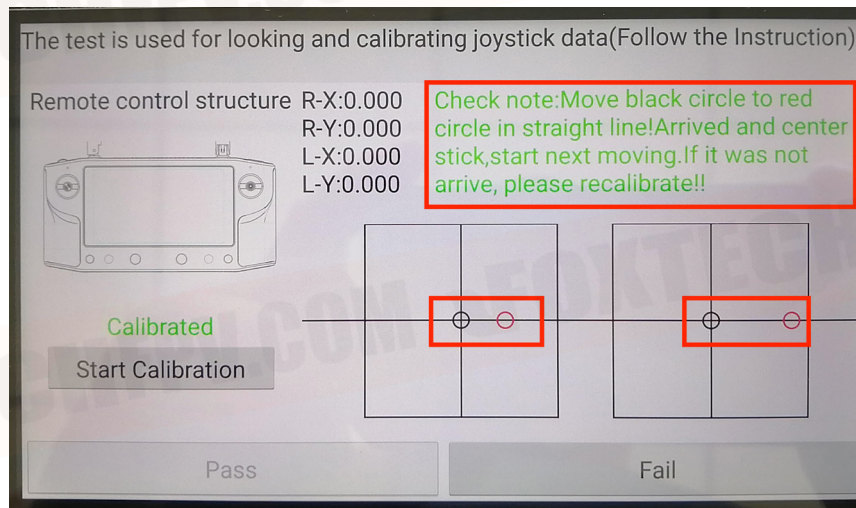 The test is used for looking and calibrating joystick data(Follow the Instruction)
Remote control structure
R-X:0.000
R-Y:0.000
L-X:0.000
L-Y:0.000
Check note:Move black circle to red
circle in straight line!Arrived and center
stick,start next moving.If it was not
arrive, please recalibrate!!
Calibrated
Start Calibration
Pass
Fail